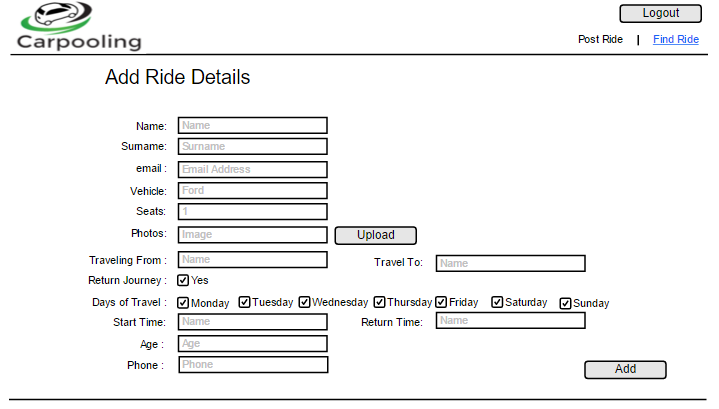 Carpooling
Logout
Post Ride | Find Ride
Add Ride Details
Name: Name
Surname: Surname
email : Email Address
Vehicle: Ford
Seats: 1
Photos: Image Upload
Traveling From : Name Travel To: Name
Return Journey : Yes
Days of Travel : Monday Tuesday Wednesday Thursday Friday Saturday Sunday
Start Time: Name Return Time: Name
Age : Age
Phone : Phone
Add